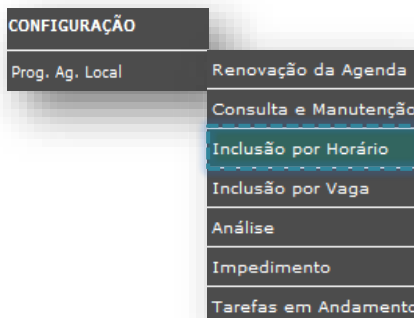 CONFIGURAÇÃO
Prog. Ag. Local
Renovação da Agenda
Consulta e Manutenção
Inclusão por Horário
Inclusão por Vaga
Análise
Impedimento
Tarefas em Andamento